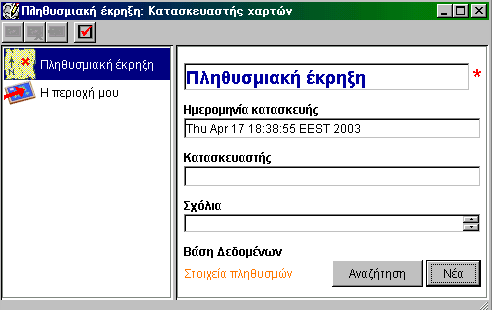 Πληθυσμιακή έκρηξη: Κατασκευαστής χαρτών
Πληθυσμιακή έκρηξη
Η περιοχή μου
Πληθυσμιακή έκρηξη *
Ημερομηνία κατασκευής
Thu Apr 17 18:38:55 EEST 2003
Κατασκευαστής
Σχόλια
Βάση Δεδομένων
Στοιχεία πληθυσμών
Αναζήτηση
Νέα